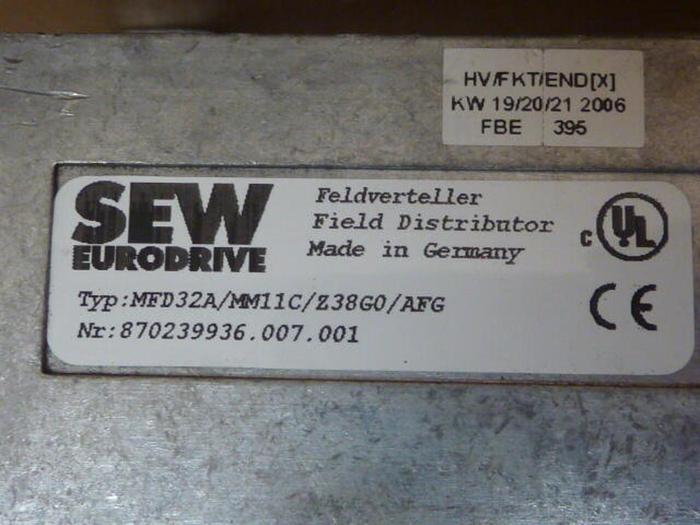 HV/FKT/END[X]
KW 19/20/21 2006
FBE 395
SEW
EURODRIVE
Feldverteller
Field Distributor
Made in Germany
C UL
CE
Typ:MFD32A/MM11C/Z38G0/AFG
Nr:870239936.007.001